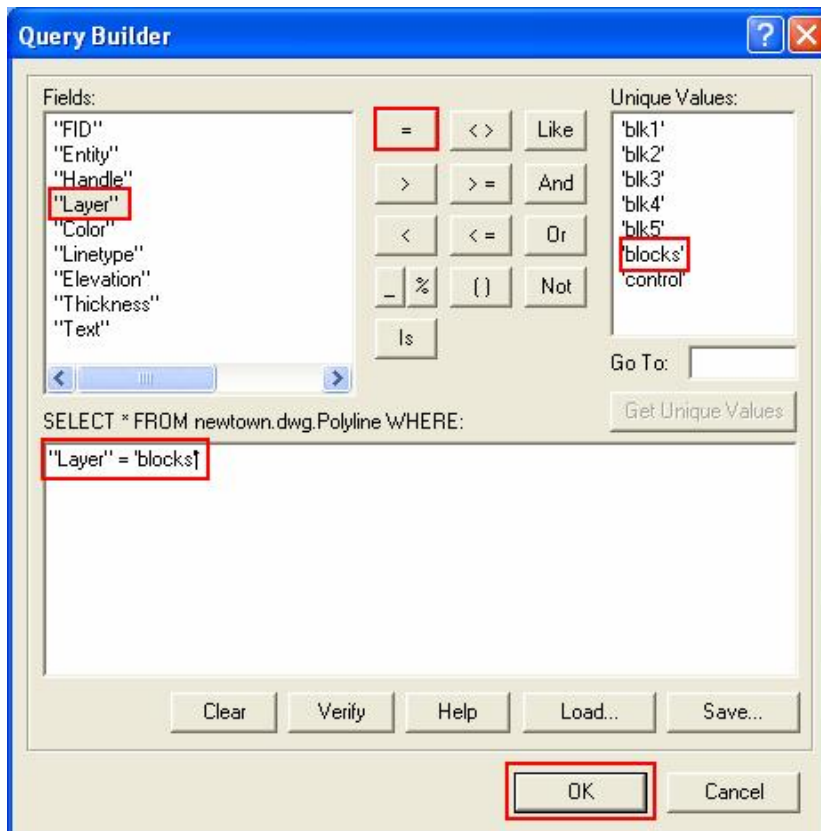 Query Builder
?
X
Fields:
"FID"
"Entity"
"Handle"
"Layer"
"Color"
"Linetype"
"Elevation"
"Thickness"
"Text"
= < > Like
> > = And
< < = Or
_ % ( ) Not
Is
Unique Values:
'blk1'
'blk2'
'blk3'
'blk4'
'blk5'
'blocks'
'control'
Go To:
Get Unique Values
SELECT * FROM newtown.dwg.Polyline WHERE:
"Layer" = 'blocks'
Clear Verify Help Load... Save...
OK Cancel